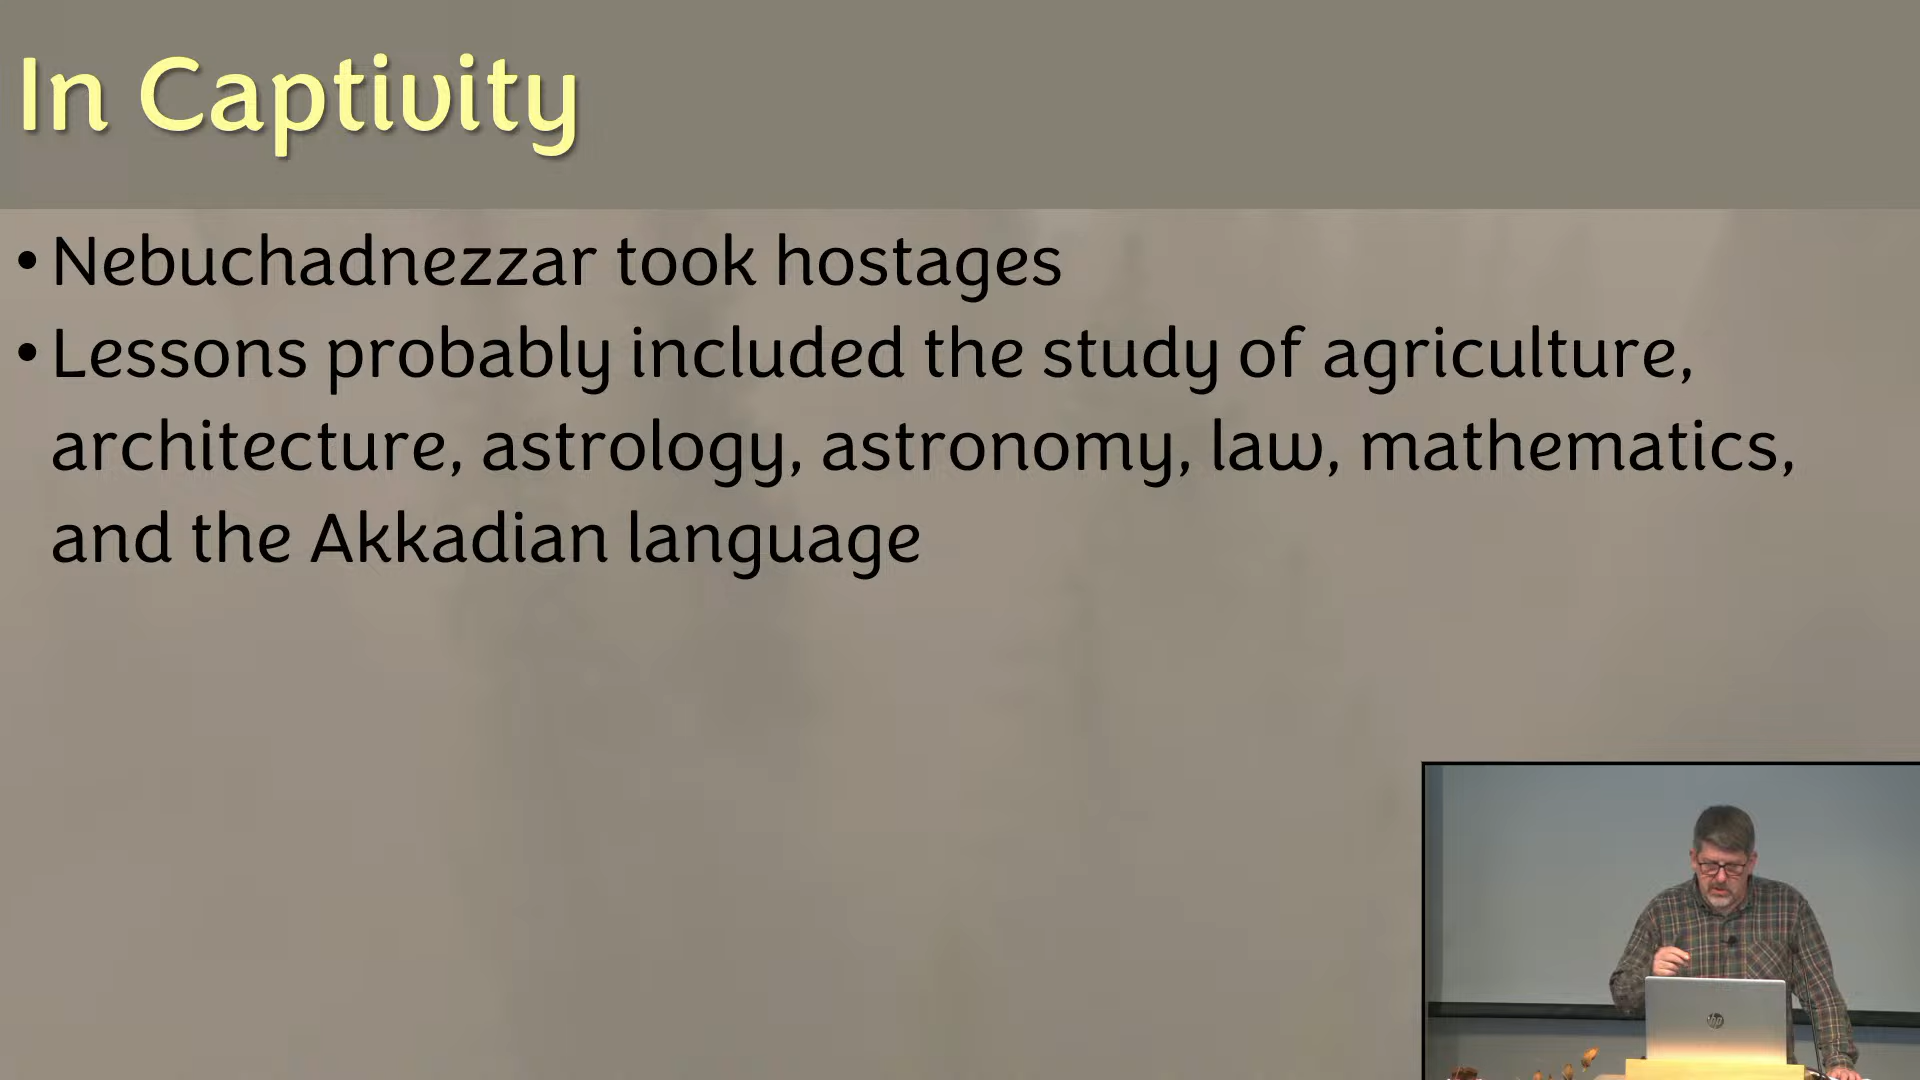 In Captivity
• Nebuchadnezzar took hostages
• Lessons probably included the study of agriculture,
architecture, astrology, astronomy, law, mathematics,
and the Akkadian language
hp